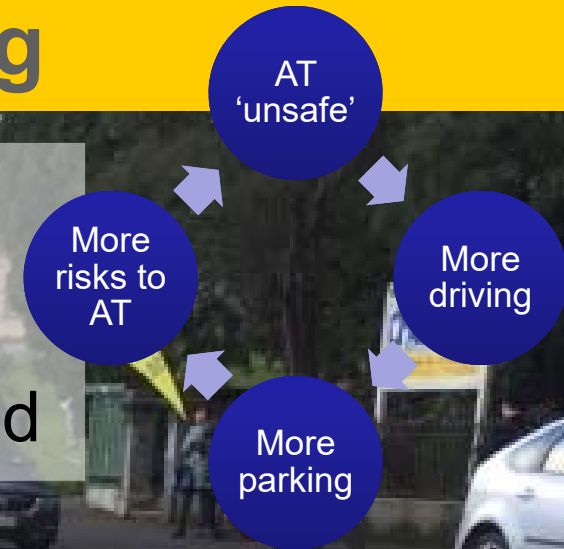 g
AT
‘unsafe’
More
driving
More
parking
More
risks to
AT
d